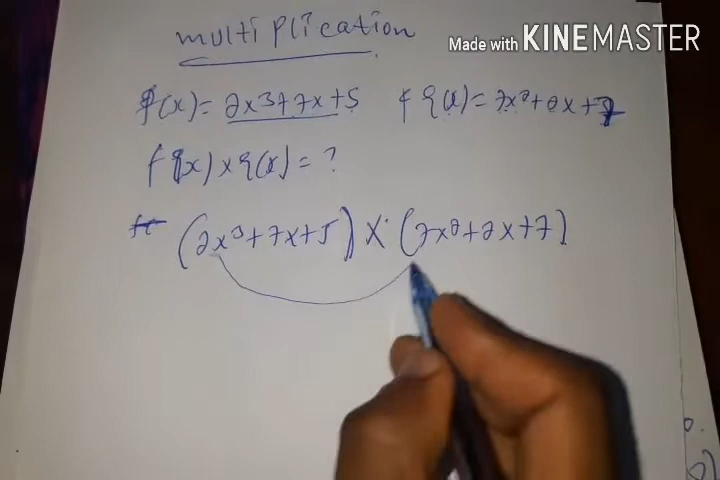 multiplication
Made with KINEMASTER
f(x) = 2x3+7x+5 f q(x) = 7x²+2x+7
f(x) x q(x) = ?
(2x³+7x+5) X (7x²+2x+7)